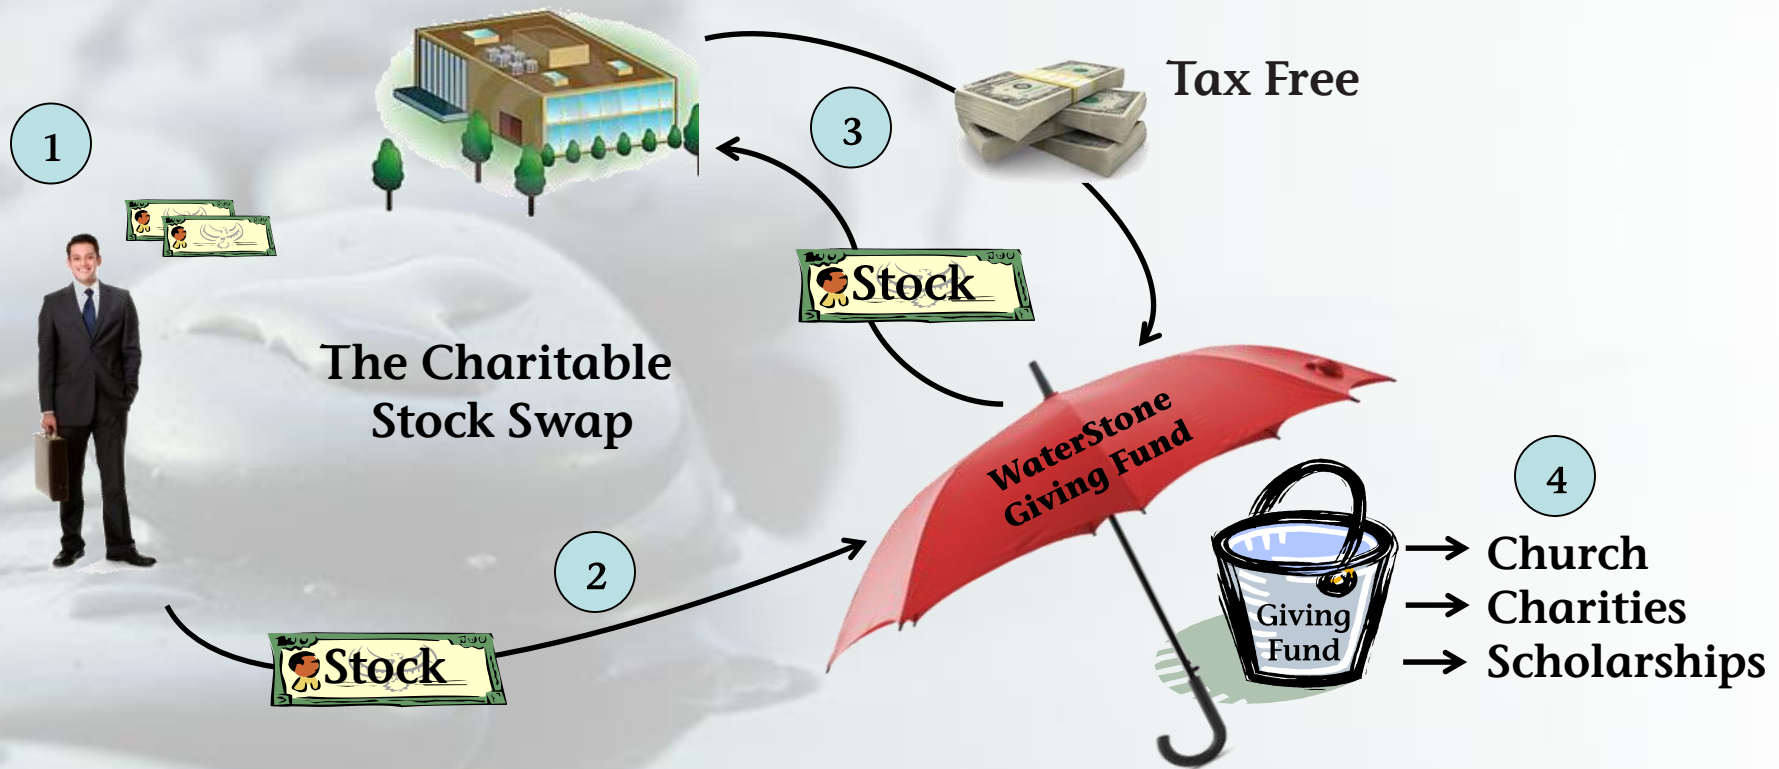 1
3
Tax Free
Stock
The Charitable
Stock Swap
WaterStone
Giving Fund
2
Stock
4
Giving
Fund
Church
Charities
Scholarships